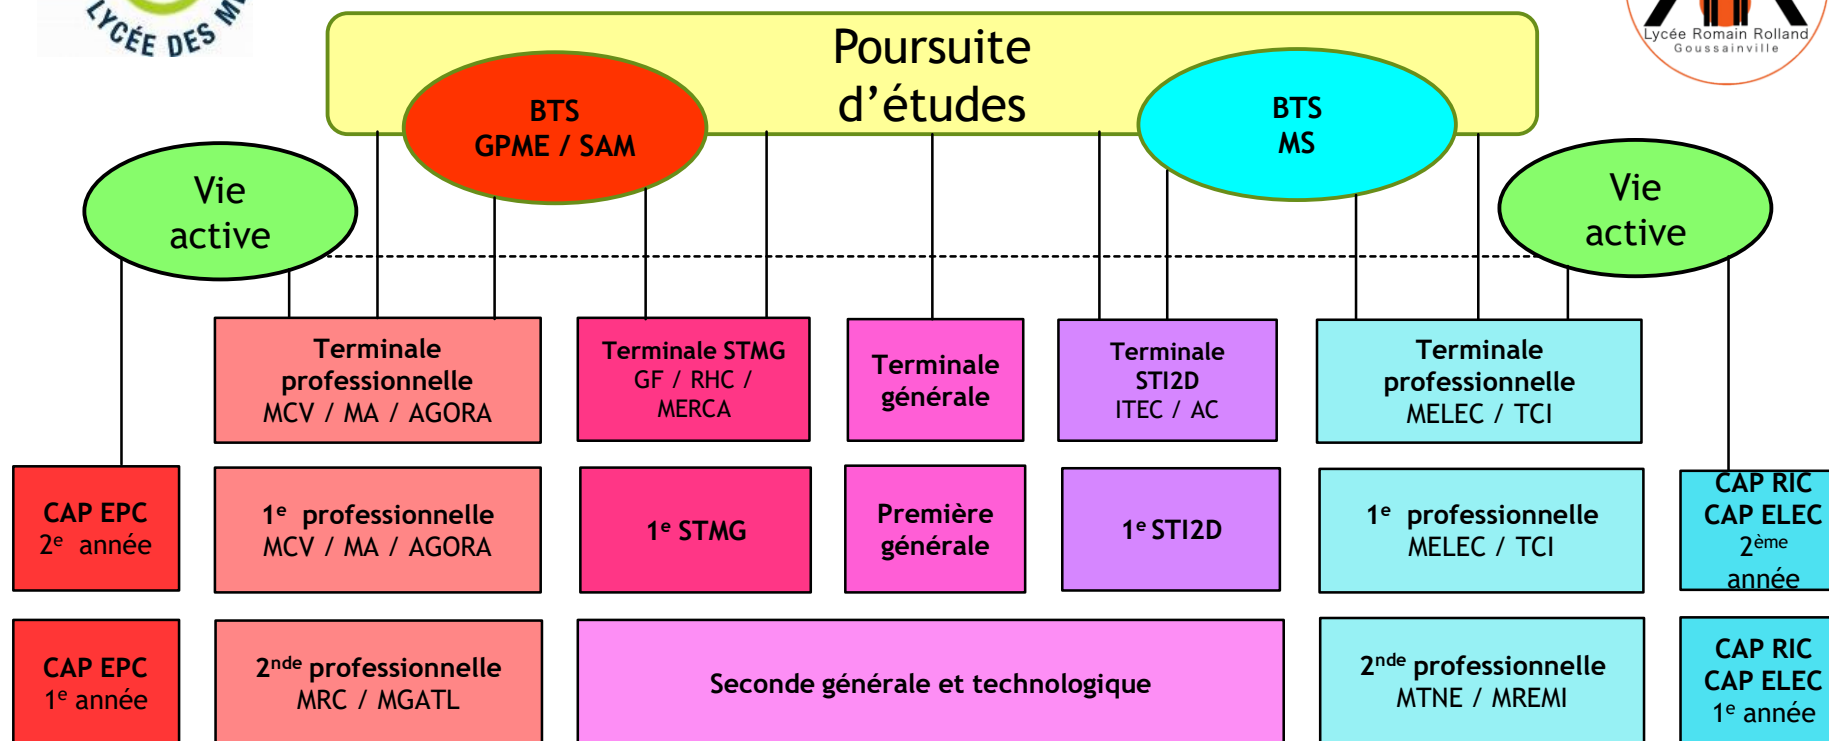 LYCÉE DES
Lycée Romain Rolland
Goussainville
Poursuite
d’études
BTS
GPME / SAM
BTS
MS
Vie
active
Vie
active
Terminale
professionnelle
MCV / MA / AGORA
Terminale STMG
GF / RHC /
MERCA
Terminale
générale
Terminale
STI2D
ITEC / AC
Terminale
professionnelle
MELEC / TCI
CAP EPC
2e année
1e professionnelle
MCV / MA / AGORA
1e STMG
Première
générale
1e STI2D
1e professionnelle
MELEC / TCI
CAP RIC
CAP ELEC
2ème
année
CAP EPC
1e année
2nde professionnelle
MRC / MGATL
Seconde générale et technologique
2nde professionnelle
MTNE / MREMI
CAP RIC
CAP ELEC
1e année